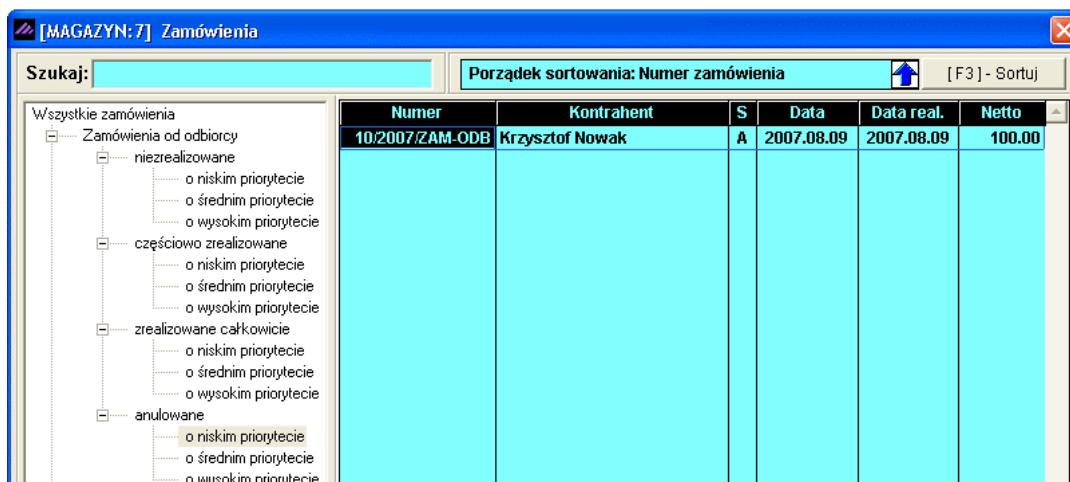 [MAGAZYN: 7] Zamówienia
Szukaj:
Porządek sortowania: Numer zamówienia
[ F3 ] - Sortuj
Wszystkie zamówienia
Zamówienia od odbiorcy
niezrealizowane
o niskim priorytecie
o średnim priorytecie
o wysokim priorytecie
częściowo zrealizowane
o niskim priorytecie
o średnim priorytecie
o wysokim priorytecie
zrealizowane całkowicie
o niskim priorytecie
o średnim priorytecie
o wysokim priorytecie
anulowane
o niskim priorytecie
o średnim priorytecie
o wysokim priorytecie
Numer Kontrahent S Data Data real. Netto
10/2007/ZAM-ODB Krzysztof Nowak A 2007.08.09 2007.08.09 100.00